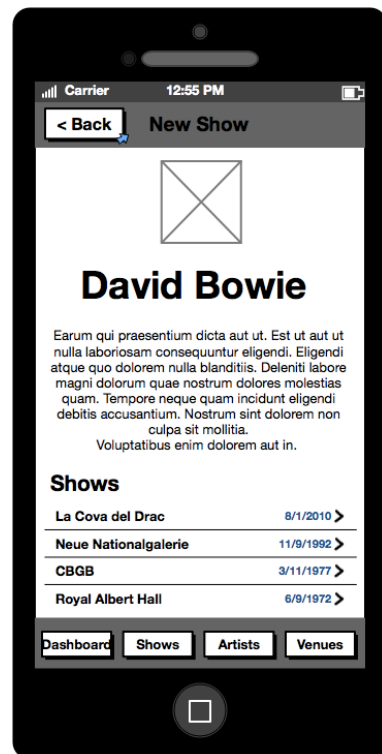 Carrier 12:55 PM
< Back New Show
David Bowie
Earum qui praesentium dicta aut ut. Est ut aut ut
nulla laboriosam consequuntur eligendi. Eligendi
atque quo dolorem nulla blanditiis. Deleniti labore
magni dolorum quae nostrum dolores molestias
quam. Tempore neque quam incidunt eligendi
debitis accusantium. Nostrum sint dolorem non
culpa sit mollitia.
Voluptatibus enim dolorem aut in.
Shows
La Cova del Drac 8/1/2010
Neue Nationalgalerie 11/9/1992
CBGB 3/11/1977
Royal Albert Hall 6/9/1972
Dashboard Shows Artists Venues